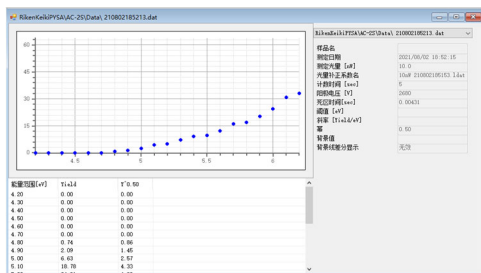 RikenKeikiPYSA\AC-2S\Data\ 210802185213.dat
RikenKeikiPYSA\AC-2S\Data\ 210802185213.dat
60
45
30
15
0
4.5
5
5.5
6
样品名
测定日期 2021/08/02 18:52:15
测定光量 [nW] 10.0
光量补正系数名 10nW 210802185153 1.dat
计数时间 [sec] 5
阳极电压 [V] 2680
死区时间[sec] 0.00431
阈值 [eV]
斜率 [Yield/eV]
幂 0.50
背景值
背景线差分显示 无效
能量范围[eV] Yield Y^0.50
4.20 0.00 0.00
4.30 0.00 0.00
4.40 0.00 0.00
4.50 0.00 0.00
4.60 0.00 0.00
4.70 0.00 0.00
4.80 0.74 0.86
4.90 2.09 1.45
5.00 6.63 2.57
5.10 18.78 4.33